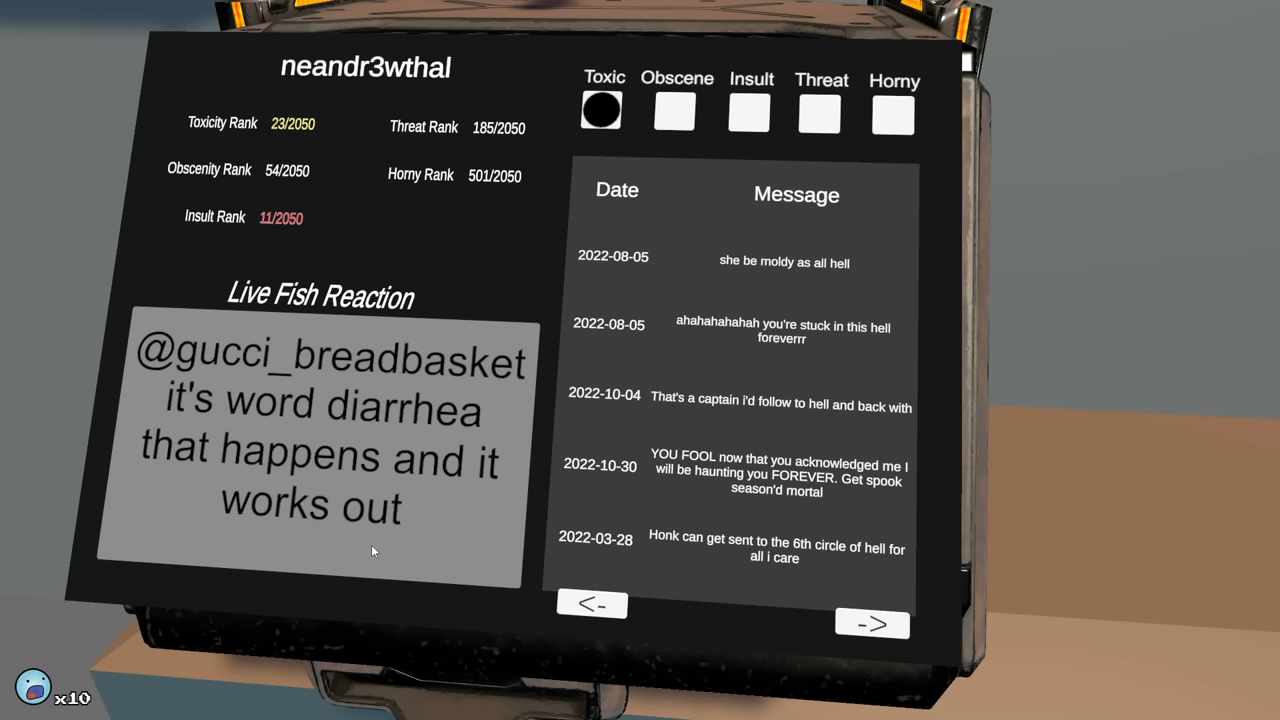 neandr3wthal
Toxicity Rank 23/2050
Threat Rank 185/2050
Obscenity Rank 54/2050
Horny Rank 501/2050
Insult Rank 11/2050
Live Fish Reaction
@gucci_breadbasket
it's word diarrhea
that happens and it
works out
Toxic Obscene Insult Threat Horny
Date Message
2022-08-05 she be moldy as all hell
2022-08-05 ahahahahahah you're stuck in this hell
foreverrr
2022-10-04 That's a captain i'd follow to hell and back with
2022-10-30 YOU FOOL now that you acknowledged me I
will be haunting you FOREVER. Get spook
season'd mortal
2022-03-28 Honk can get sent to the 6th circle of hell for
all i care
<- ->
x10